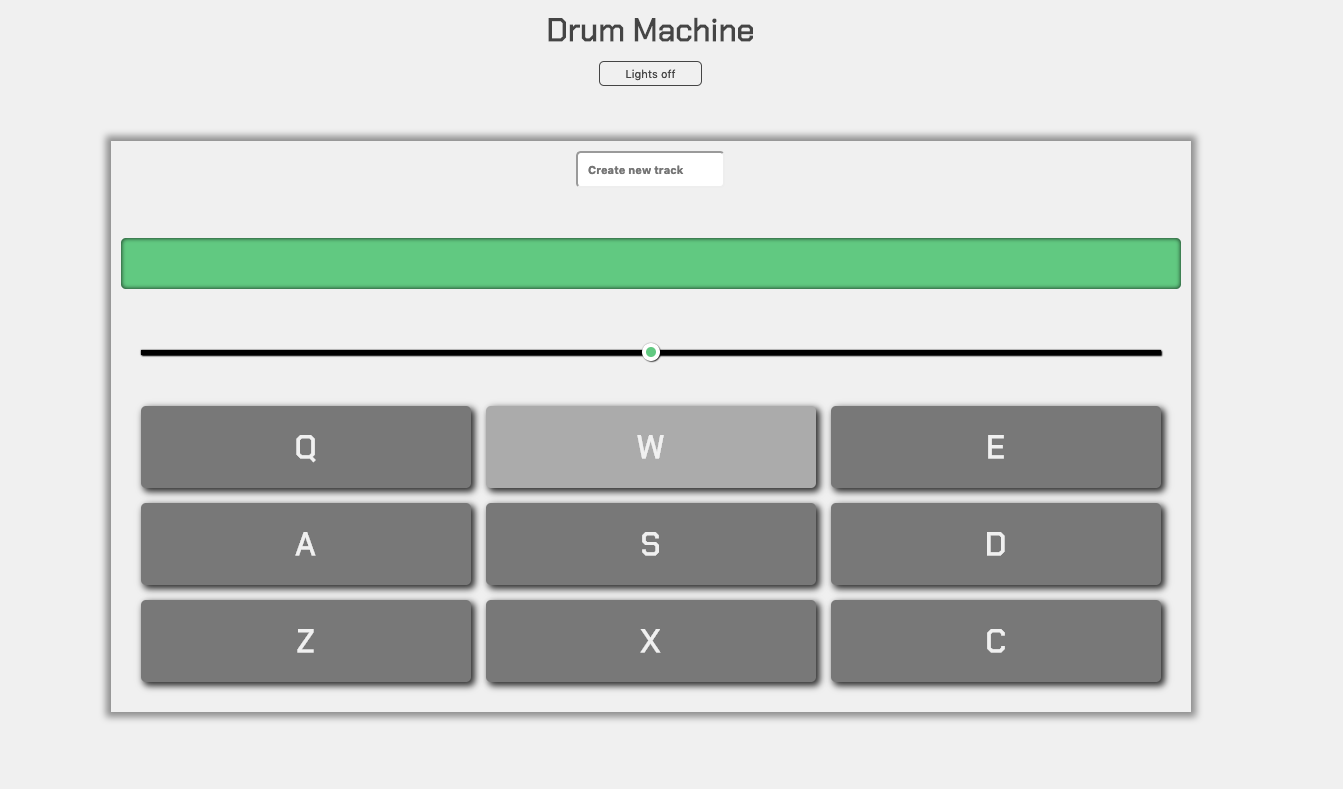 Drum Machine
Lights off
Create new track
Q W E
A S D
Z X C